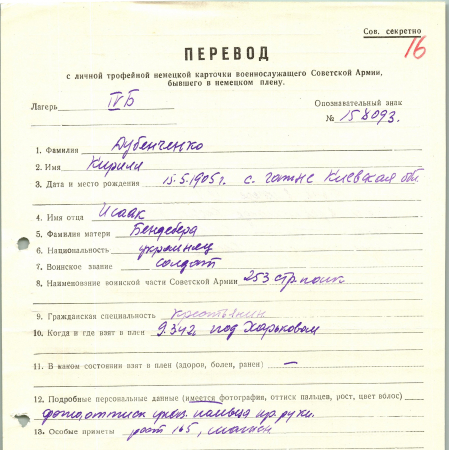 Сов. секретно
16
ПЕРЕВОД
с личной трофейной немецкой карточки военнослужащего Советской Армии,
бывшего в немецком плену.
Лагерь IVБ Опознавательный знак
№ 158093.
1. Фамилия Дубенченко
2. Имя Кирилл
3. Дата и место рождения 15.5.1905 г. с. Гатне Киевская обл.
4. Имя отца Исаак
5. Фамилия матери Бендебера
6. Национальность украинец
7. Воинское звание солдат
8. Наименование воинской части Советской Армии 253 стр. полк
9. Гражданская специальность крестьянин
10. Когда и где взят в плен 9.3.42 под Харьковом
11. В каком состоянии взят в плен (здоров, болен, ранен) —
12. Подробные персональные данные (имеется фотография, оттиск пальцев, рост, цвет волос)
фото, оттиск указ. пальца пр. руки.
13. Особые приметы рост 165,